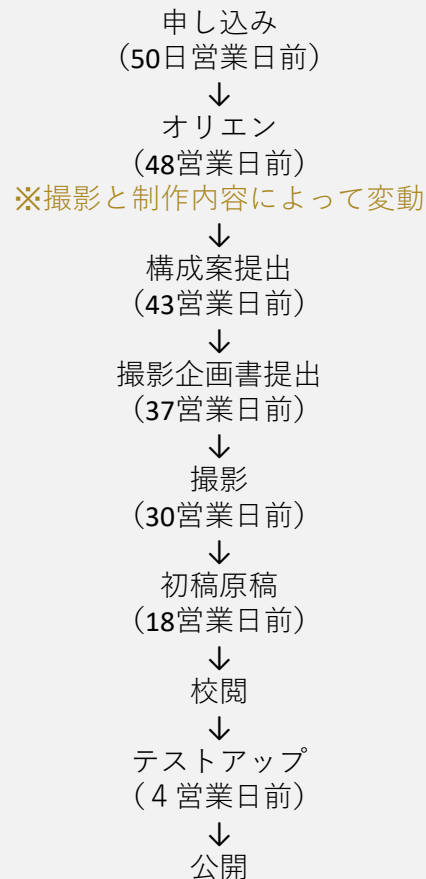 申し込み
（50日営業日前）
↓
オリエン
（48営業日前）
※撮影と制作内容によって変動
↓
構成案提出
（43営業日前）
↓
撮影企画書提出
（37営業日前）
↓
撮影
（30営業日前）
↓
初稿原稿
（18営業日前）
↓
校閲
↓
テストアップ
（４営業日前）
↓
公開